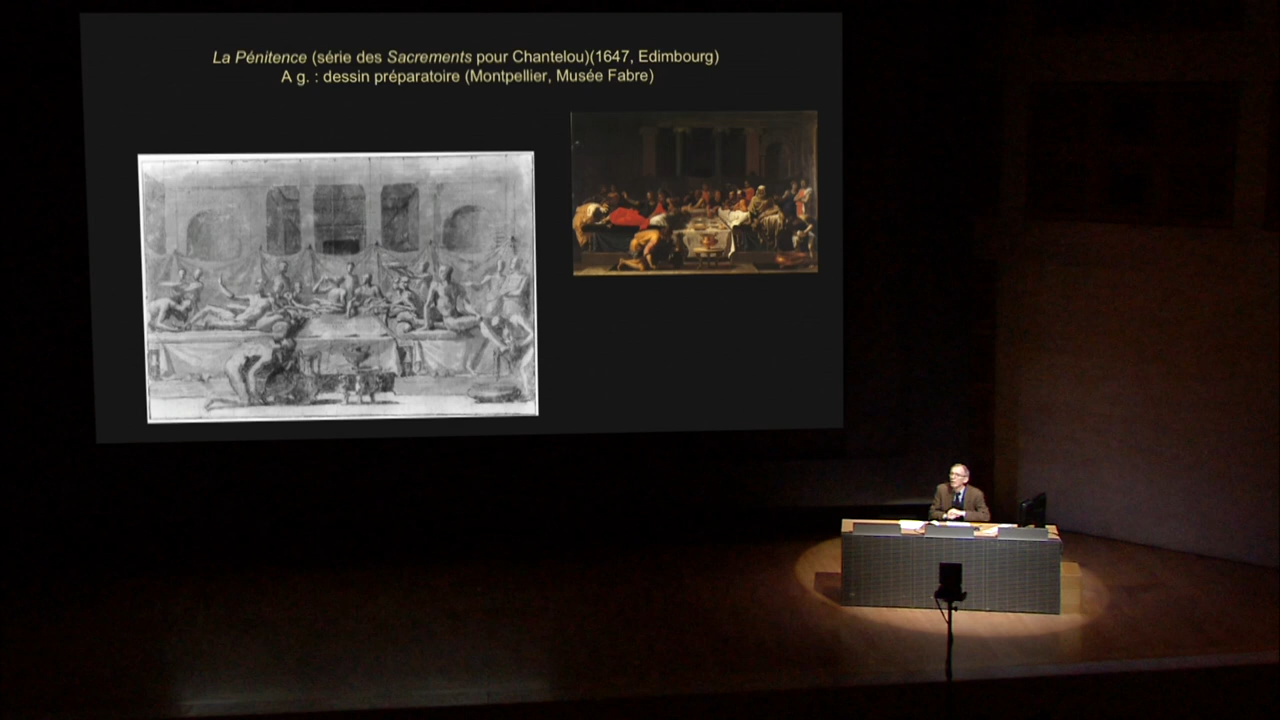 La Pénitence (série des Sacrements pour Chantelou)(1647, Edimbourg)
A g. : dessin préparatoire (Montpellier, Musée Fabre)